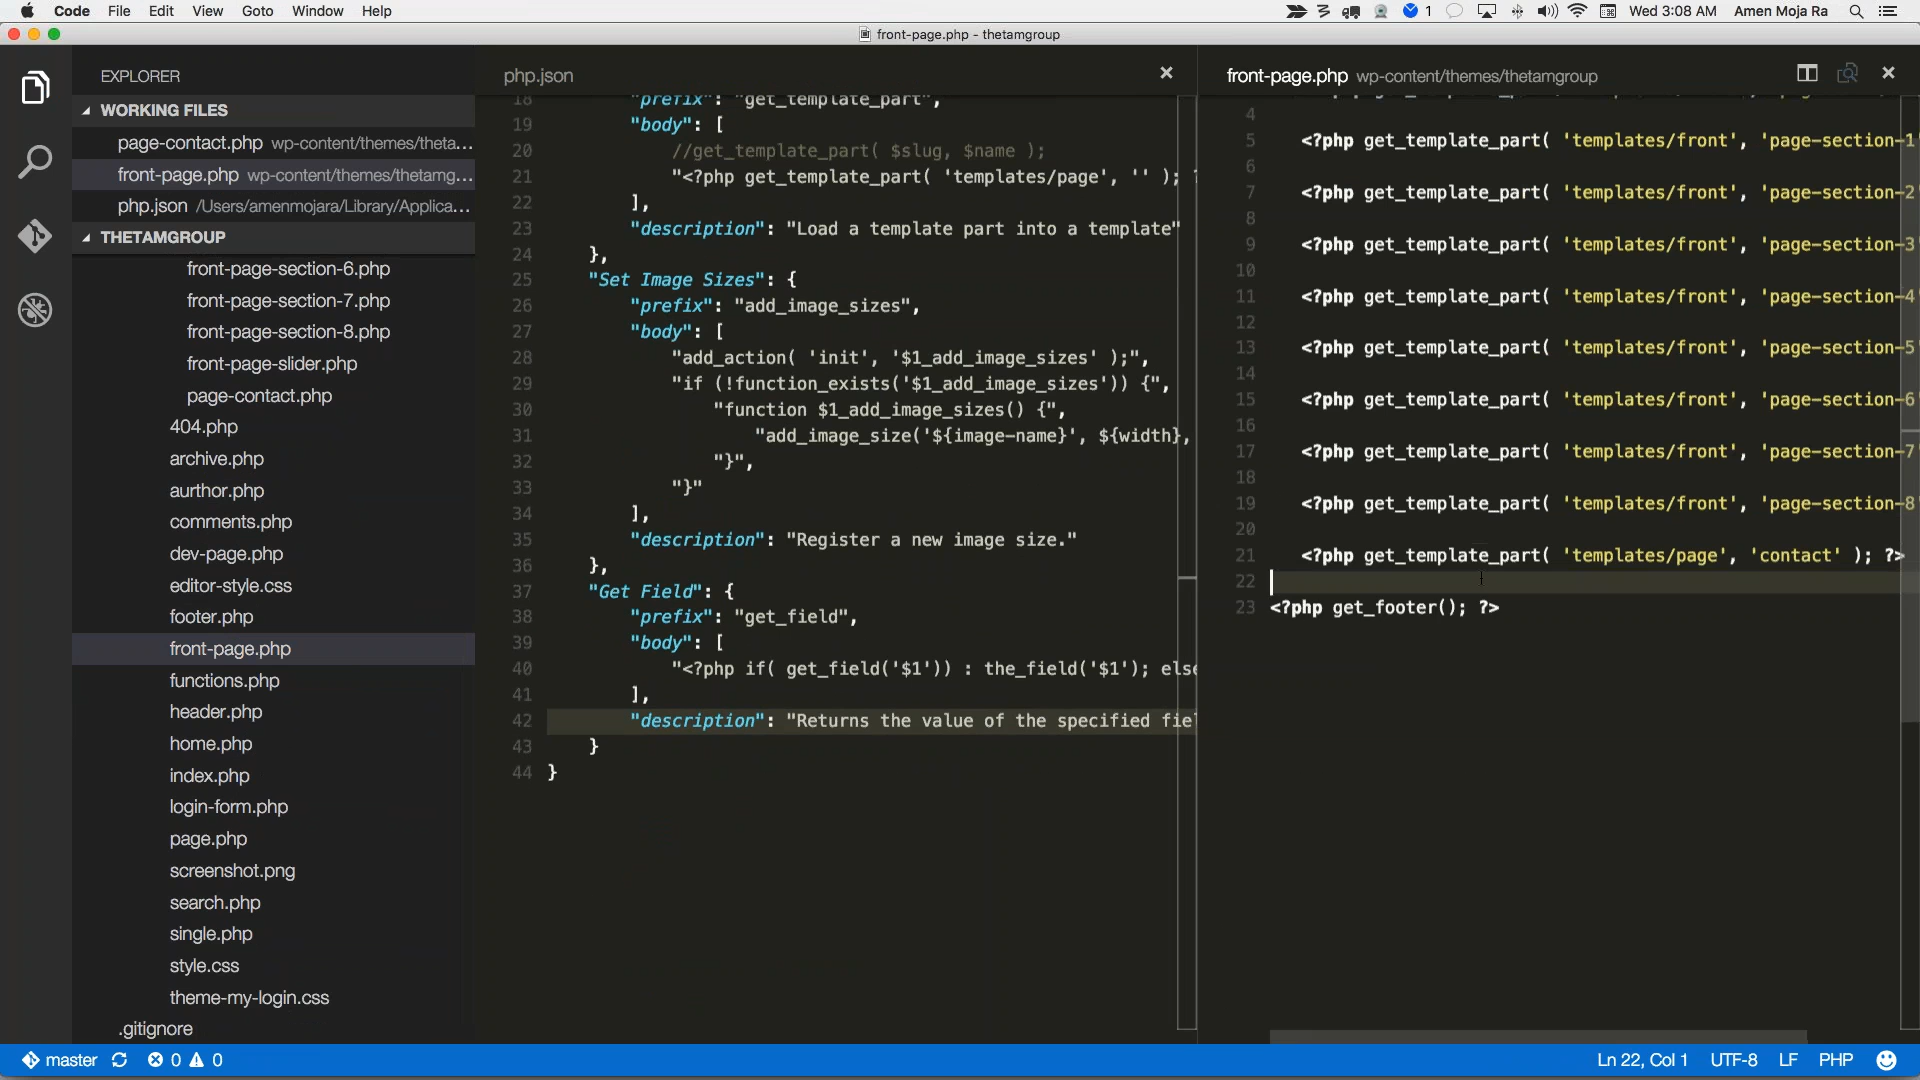 Code File Edit View Goto Window Help
1
Wed 3:08 AM Amen Moja Ra
front-page.php - thetamgroup
EXPLORER
WORKING FILES
page-contact.php wp-content/themes/theta...
front-page.php wp-content/themes/thetamg...
php.json /Users/amenmojara/Library/Applica...
THETAMGROUP
front-page-section-6.php
front-page-section-7.php
front-page-section-8.php
front-page-slider.php
page-contact.php
404.php
archive.php
aurthor.php
comments.php
dev-page.php
editor-style.css
footer.php
front-page.php
functions.php
header.php
home.php
index.php
login-form.php
page.php
screenshot.png
search.php
single.php
style.css
theme-my-login.css
.gitignore
php.json
18 "prefix": "get_template_part",
19 "body": [
20 //get_template_part( $slug, $name );
21 "<?php get_template_part( 'templates/page', '' ); ?
22 ],
23 "description": "Load a template part into a template"
24 },
25 "Set Image Sizes": {
26 "prefix": "add_image_sizes",
27 "body": [
28 "add_action( 'init', '$1_add_image_sizes' );",
29 "if (!function_exists('$1_add_image_sizes')) {",
30 "function $1_add_image_sizes() {",
31 "add_image_size('${image-name}', ${width},
32 "}",
33 "}"
34 ],
35 "description": "Register a new image size."
36 },
37 "Get Field": {
38 "prefix": "get_field",
39 "body": [
40 "<?php if( get_field('$1')) : the_field('$1'); else
41 ],
42 "description": "Returns the value of the specified fie
43 }
44 }
front-page.php wp-content/themes/thetamgroup
4
5 <?php get_template_part( 'templates/front', 'page-section-1'
6
7 <?php get_template_part( 'templates/front', 'page-section-2'
8
9 <?php get_template_part( 'templates/front', 'page-section-3'
10
11 <?php get_template_part( 'templates/front', 'page-section-4'
12
13 <?php get_template_part( 'templates/front', 'page-section-5'
14
15 <?php get_template_part( 'templates/front', 'page-section-6'
16
17 <?php get_template_part( 'templates/front', 'page-section-7'
18
19 <?php get_template_part( 'templates/front', 'page-section-8'
20
21 <?php get_template_part( 'templates/page', 'contact' ); ?>
22
23 <?php get_footer(); ?>
master 0 0
Ln 22, Col 1 UTF-8 LF PHP